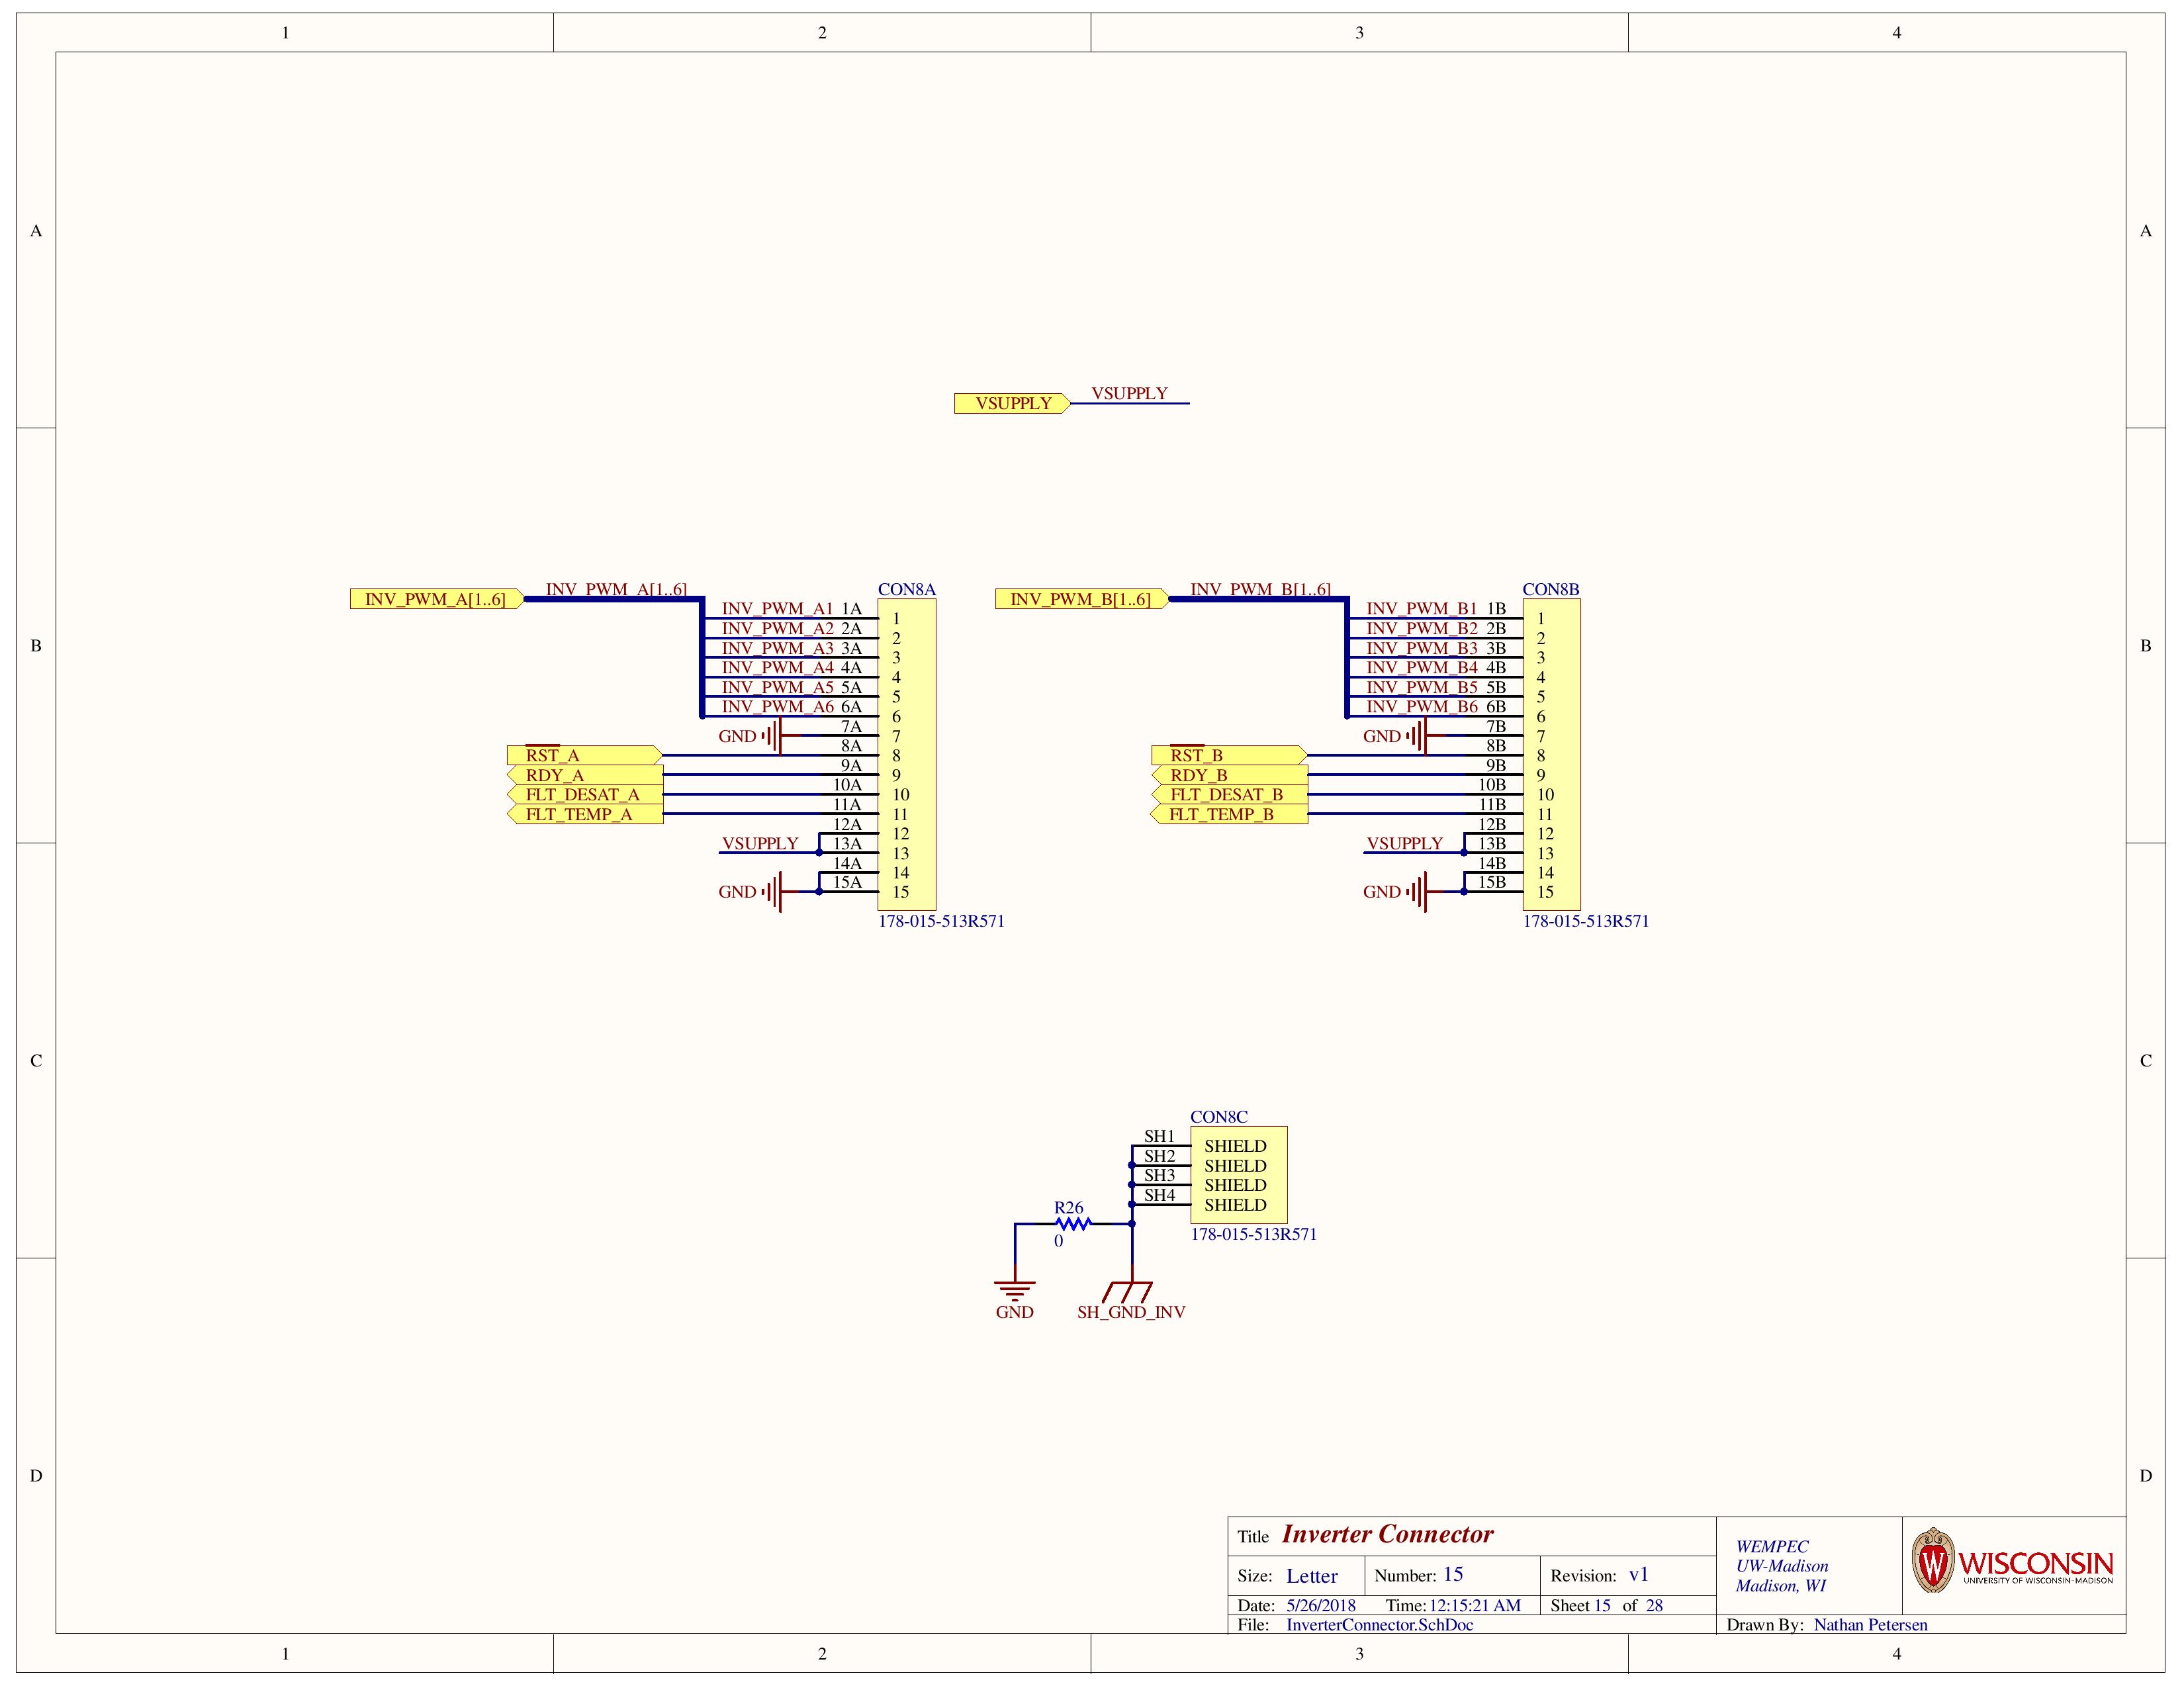 1 2 3 4
A A
VSUPPLY VSUPPLY
B B
INV_PWM_A[1..6] INV_PWM_A[1..6] CON8A
INV_PWM_A1 1A 1
INV_PWM_A2 2A 2
INV_PWM_A3 3A 3
INV_PWM_A4 4A 4
INV_PWM_A5 5A 5
INV_PWM_A6 6A 6
GND 7A 7
RST_A 8A 8
RDY_A 9A 9
FLT_DESAT_A 10A 10
FLT_TEMP_A 11A 11
12A 12
VSUPPLY 13A 13
14A 14
GND 15A 15
178-015-513R571
INV_PWM_B[1..6] INV_PWM_B[1..6] CON8B
INV_PWM_B1 1B 1
INV_PWM_B2 2B 2
INV_PWM_B3 3B 3
INV_PWM_B4 4B 4
INV_PWM_B5 5B 5
INV_PWM_B6 6B 6
GND 7B 7
RST_B 8B 8
RDY_B 9B 9
FLT_DESAT_B 10B 10
FLT_TEMP_B 11B 11
12B 12
VSUPPLY 13B 13
14B 14
GND 15B 15
178-015-513R571
C C
CON8C
SH1 SHIELD
SH2 SHIELD
SH3 SHIELD
SH4 SHIELD
178-015-513R571
R26
0
GND SH_GND_INV
D D
Title Inverter Connector
Size: Letter Number: 15 Revision: v1
Date: 5/26/2018 Time: 12:15:21 AM Sheet 15 of 28
File: InverterConnector.SchDoc
WEMPEC
UW-Madison
Madison, WI
Drawn By: Nathan Petersen
W WISCONSIN
UNIVERSITY OF WISCONSIN-MADISON
1 2 3 4